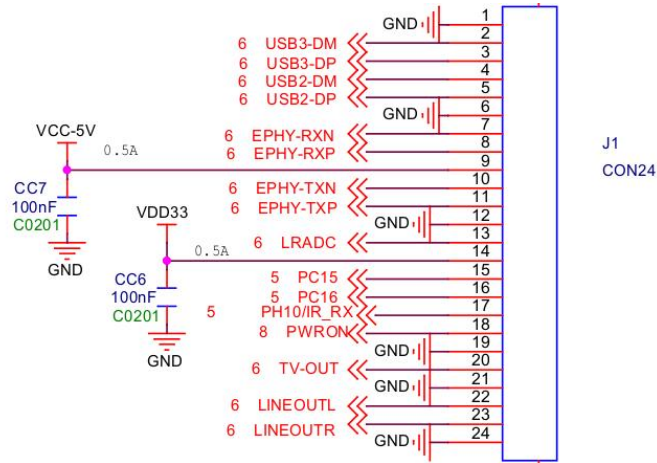 GND 1
6 USB3-DM 2
6 USB3-DP 3
6 USB2-DM 4
6 USB2-DP 5
GND 6
6 EPHY-RXN 7
6 EPHY-RXP 8
VCC-5V 0.5A 9
6 EPHY-TXN 10
6 EPHY-TXP 11
GND 12
6 LRADC 13
VDD33 0.5A 14
5 PC15 15
5 PC16 16
5 PH10/IR_RX 17
8 PWRON 18
GND 19
6 TV-OUT 20
GND 21
6 LINEOUTL 22
6 LINEOUTR 23
GND 24
CC7
100nF
C0201
GND
CC6
100nF
C0201
GND
J1
CON24